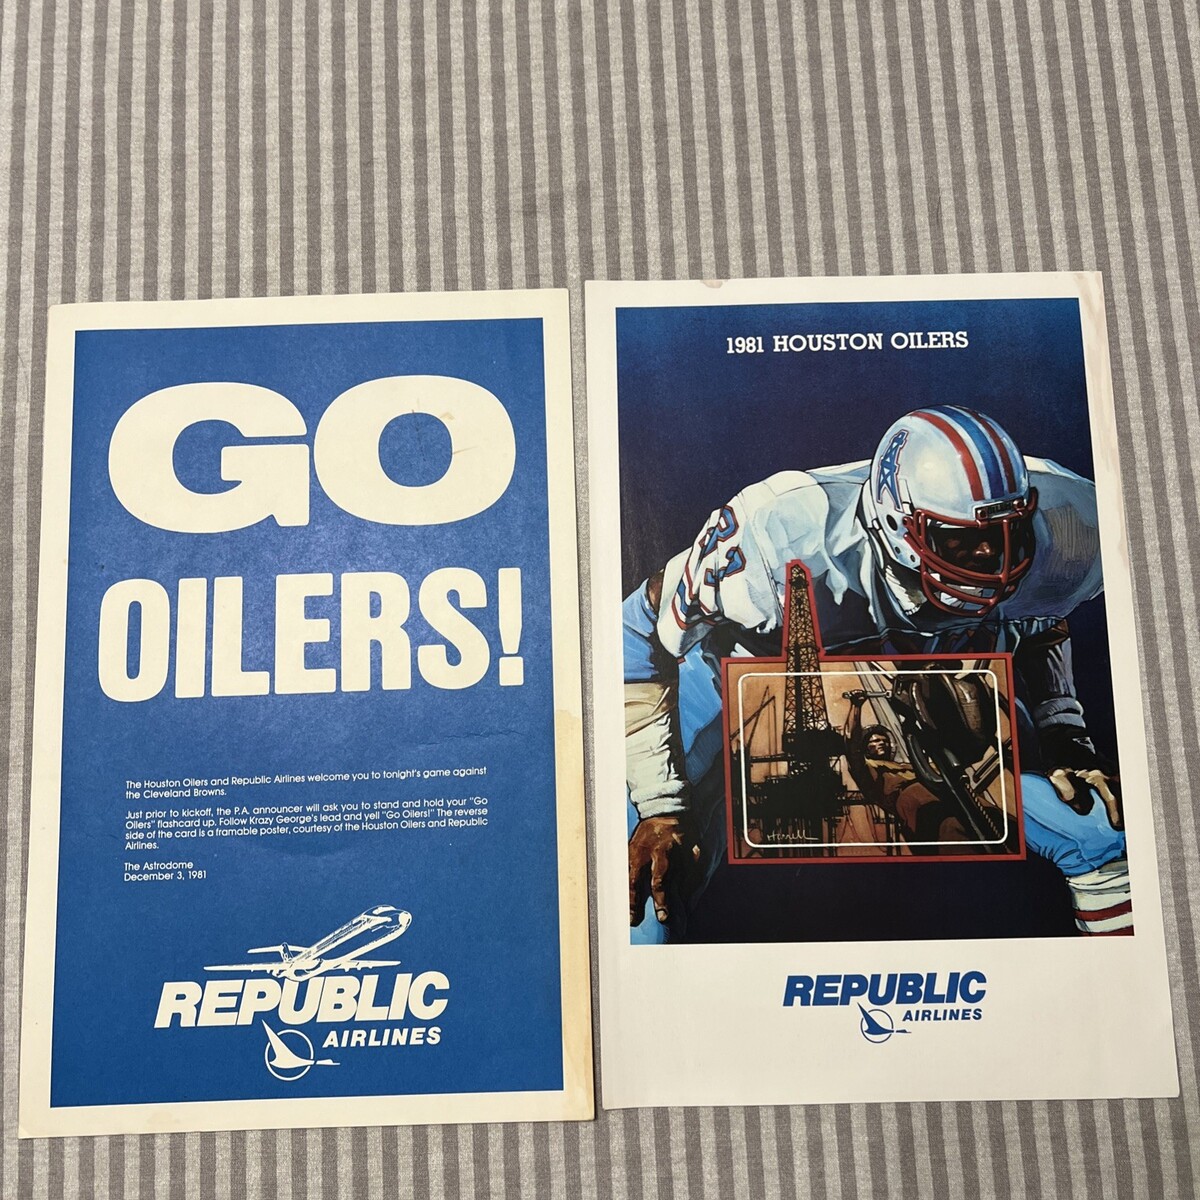 GO
OILERS!
The Houston Oilers and Republic Airlines welcome you to tonight's game against
the Cleveland Browns.
Just prior to kickoff, the P.A. announcer will ask you to stand and hold your "Go
Oilers" flashcard up. Follow Krazy George's lead and yell "Go Oilers!" The reverse
side of the card is a framable poster, courtesy of the Houston Oilers and Republic
Airlines.
The Astrodome
December 3, 1981
REPUBLIC
AIRLINES
1981 HOUSTON OILERS
REPUBLIC
AIRLINES